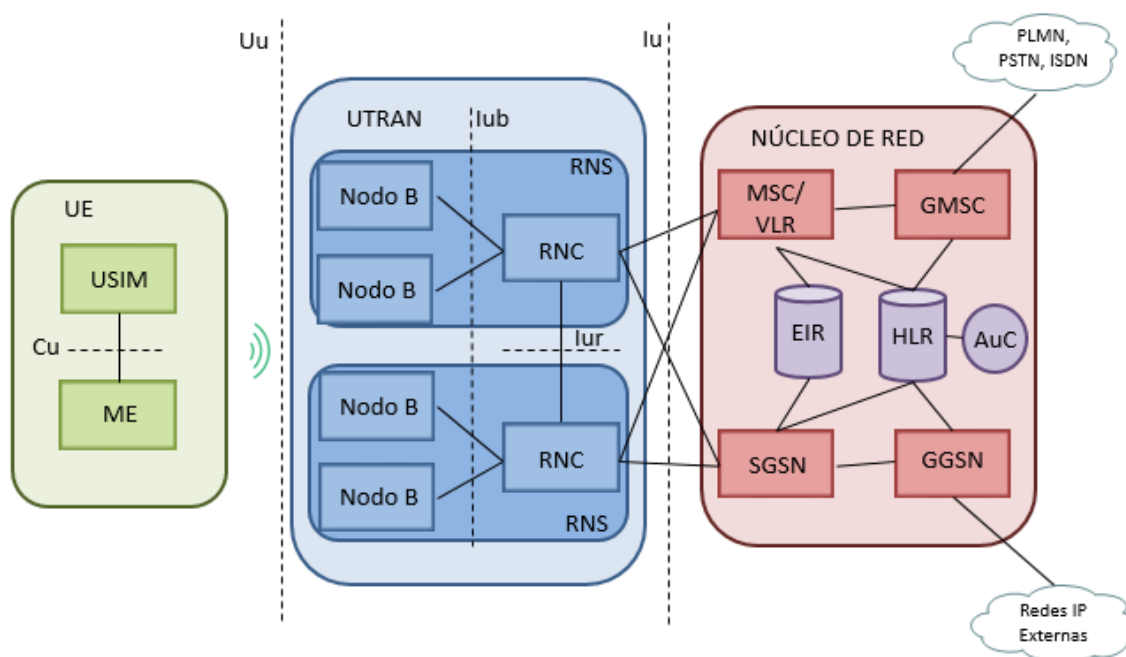 Uu
Iu
PLMN,
PSTN, ISDN
UTRAN
Iub
NÚCLEO DE RED
RNS
Nodo B
MSC/
VLR
GMSC
UE
RNC
USIM
Nodo B
EIR
HLR
AuC
Cu
Iur
ME
Nodo B
RNC
SGSN
GGSN
Nodo B
RNS
Redes IP
Externas